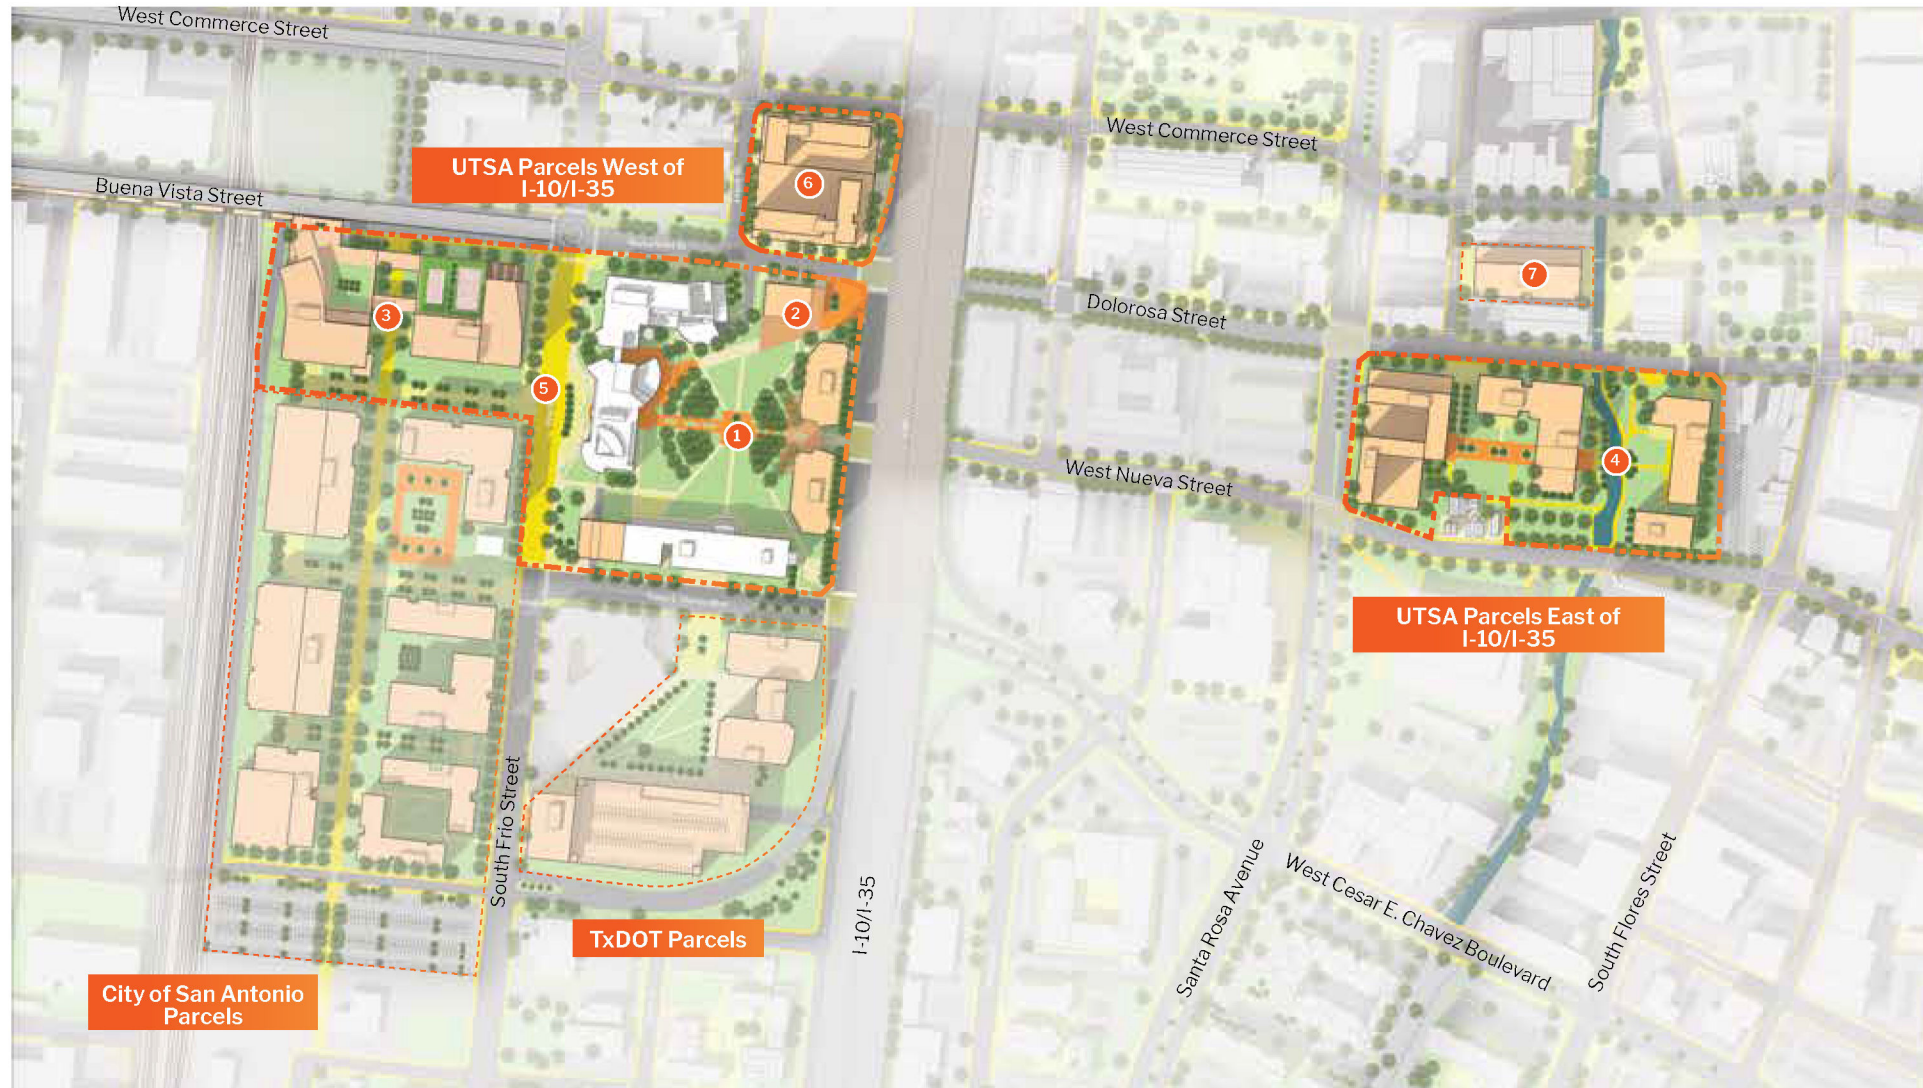 West Commerce Street
West Commerce Street
UTSA Parcels West of
I-10/I-35
6
Buena Vista Street
7
Dolorosa Street
2
3
5
1
4
West Nueva Street
UTSA Parcels East of
I-10/I-35
South Frio Street
I-10/I-35
Santa Rosa Avenue
West Cesar E. Chavez Boulevard
South Flores Street
TxDOT Parcels
City of San Antonio
Parcels